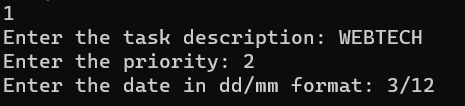 1
Enter the task description: WEBTECH
Enter the priority: 2
Enter the date in dd/mm format: 3/12